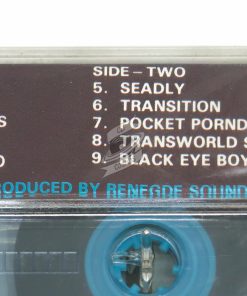 SIDE – TWO
5. SEADLY
6. TRANSITION
S
7. POCKET PORND
8. TRANSWORLD S
O
9. BLACK EYE BOY
RODUCED BY RENEGDE SOUND